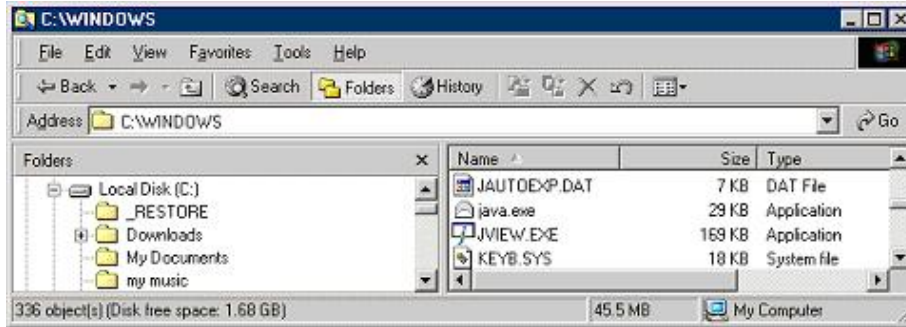 C:\WINDOWS
File Edit View Favorites Tools Help
Back Search Folders History
Address C:\WINDOWS Go
Folders x Name Size Type
Local Disk (C:) JAUTOEXP.DAT 7 KB DAT File
_RESTORE java.exe 29 KB Application
Downloads JVIEW.EXE 169 KB Application
My Documents KEYB.SYS 18 KB System file
my music
336 object(s) (Disk free space: 1.68 GB) 45.5 MB My Computer